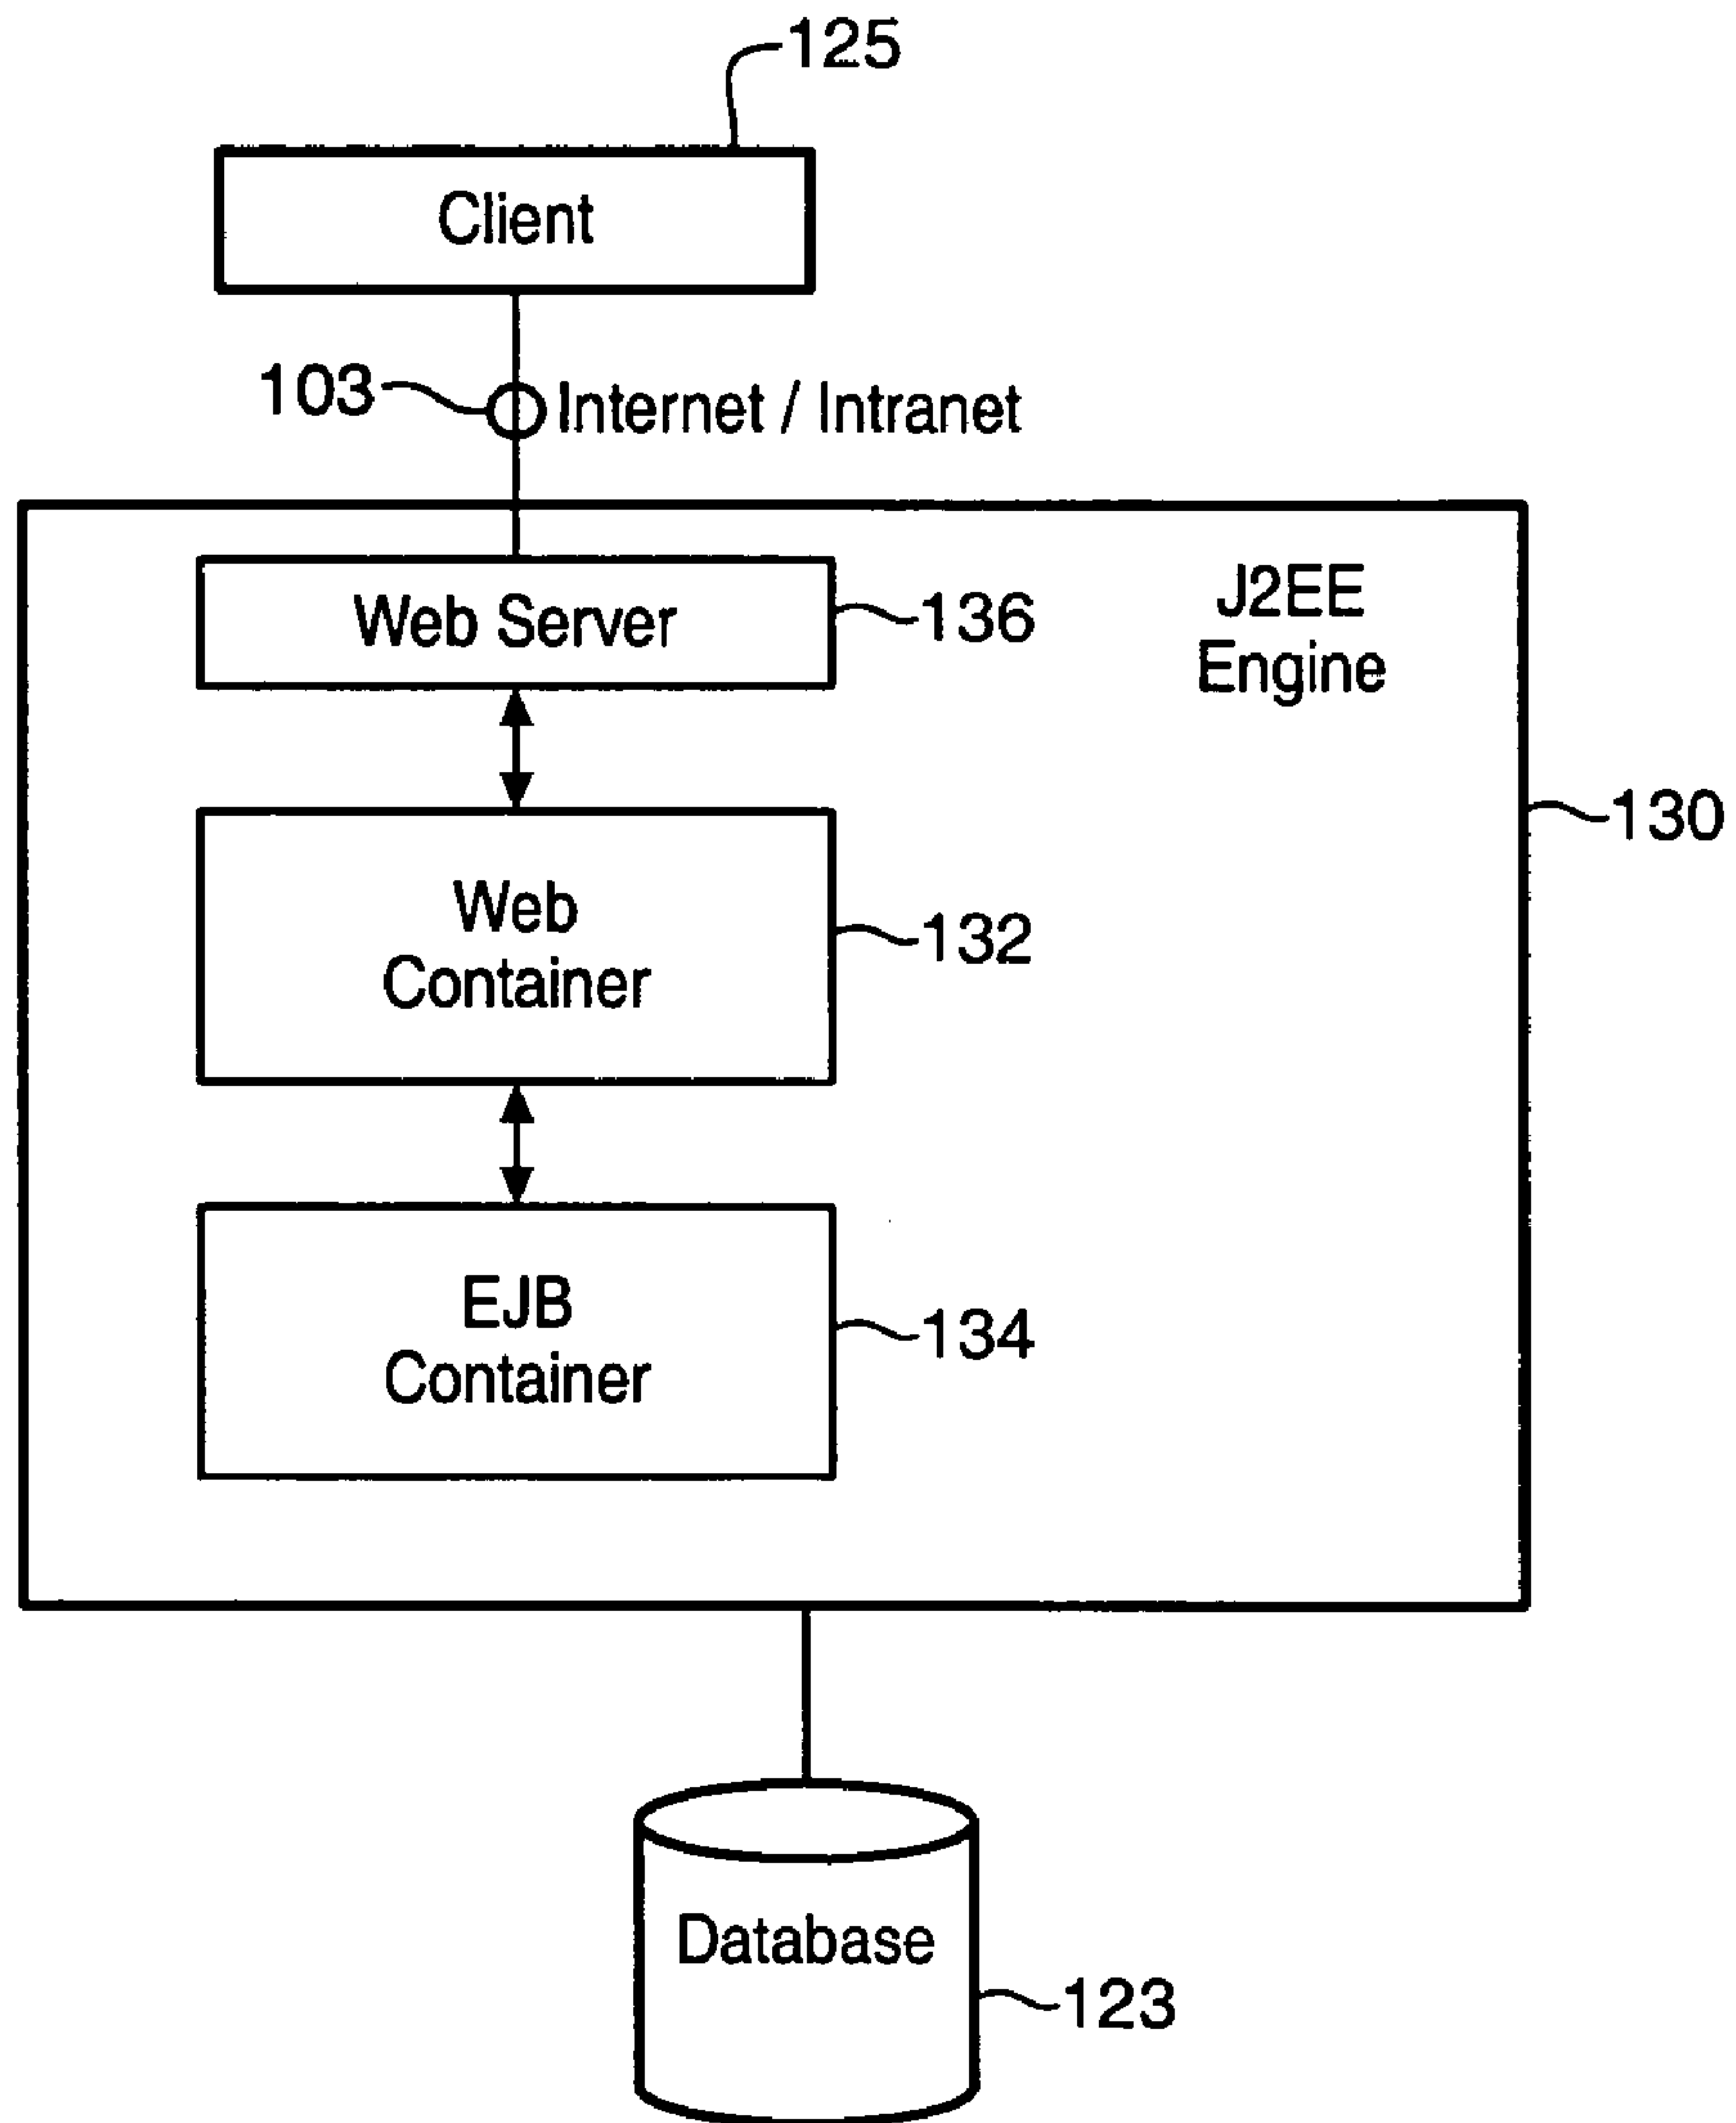 125
Client
103
Internet / Intranet
Web Server
136
J2EE
Engine
130
Web
Container
132
EJB
Container
134
Database
123